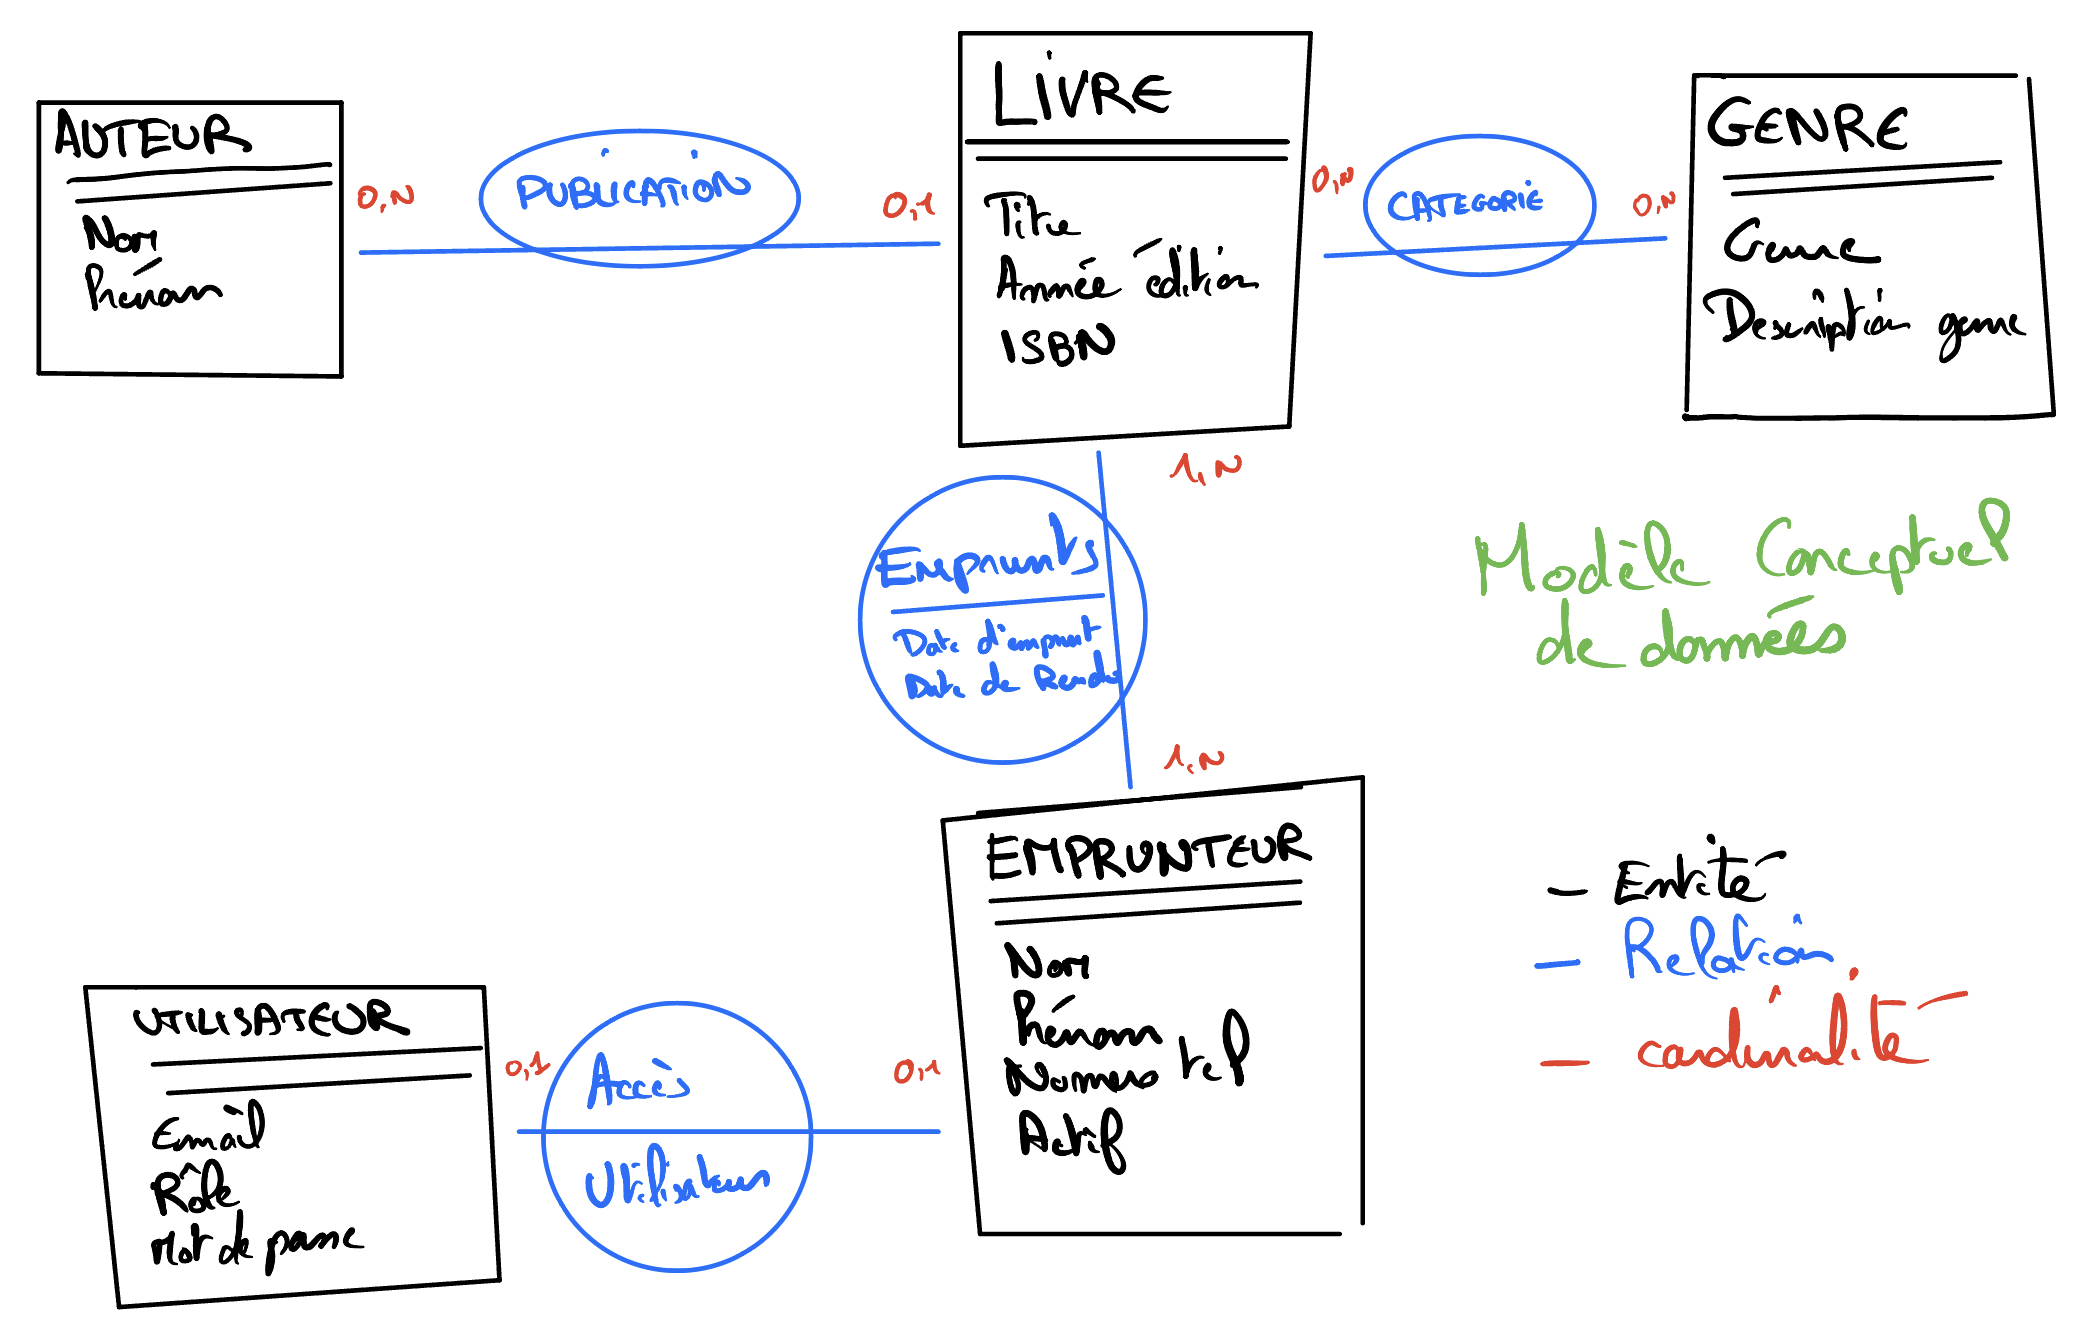 AUTEUR
Nom
Prénom
0,N
PUBLICATION
0,1
LIVRE
Titre
Année édition
ISBN
0,N
CATEGORIE
0,N
GENRE
Genre
Description genre
1,N
Emprunts
Date d'emprunt
Date de Rendu
1,N
Modèle Conceptuel
de données
EMPRUNTEUR
Nom
Prénom
Numero tel
Actif
UTILISATEUR
Email
Rôle
Mot de passe
0,1
Accès
Utilisateur
0,1
- Entité
- Relation
- cardinalité